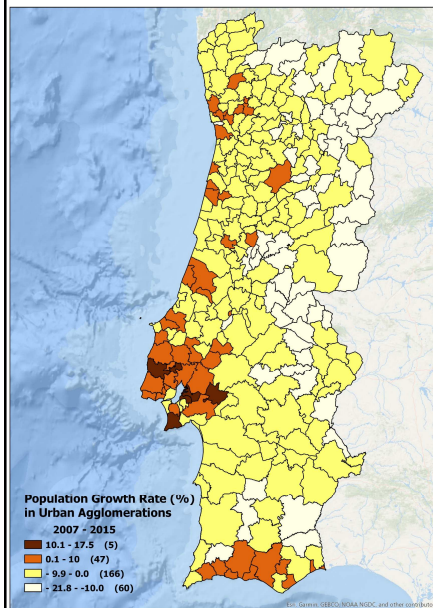 Population Growth Rate (%)
in Urban Agglomerations
2007 - 2015
10.1 - 17.5 (5)
0.1 - 10 (47)
- 9.9 - 0.0 (166)
- 21.8 - -10.0 (60)
Esri, Garmin, GEBCO, NOAA NGDC, and other contributors